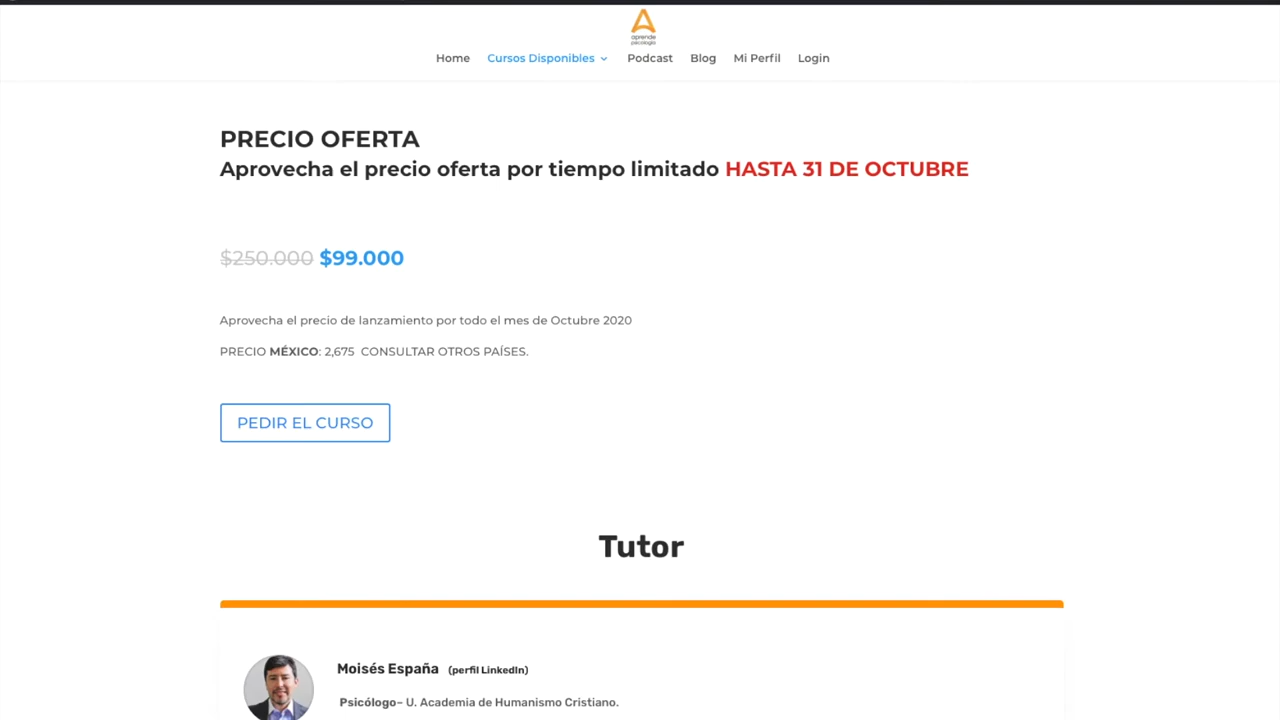 aprende
psicología
Home Cursos Disponibles Podcast Blog Mi Perfil Login
PRECIO OFERTA
Aprovecha el precio oferta por tiempo limitado HASTA 31 DE OCTUBRE
$250.000 $99.000
Aprovecha el precio de lanzamiento por todo el mes de Octubre 2020
PRECIO MÉXICO: 2,675 CONSULTAR OTROS PAÍSES.
PEDIR EL CURSO
Tutor
Moisés España (perfil LinkedIn)
Psicólogo– U. Academia de Humanismo Cristiano.